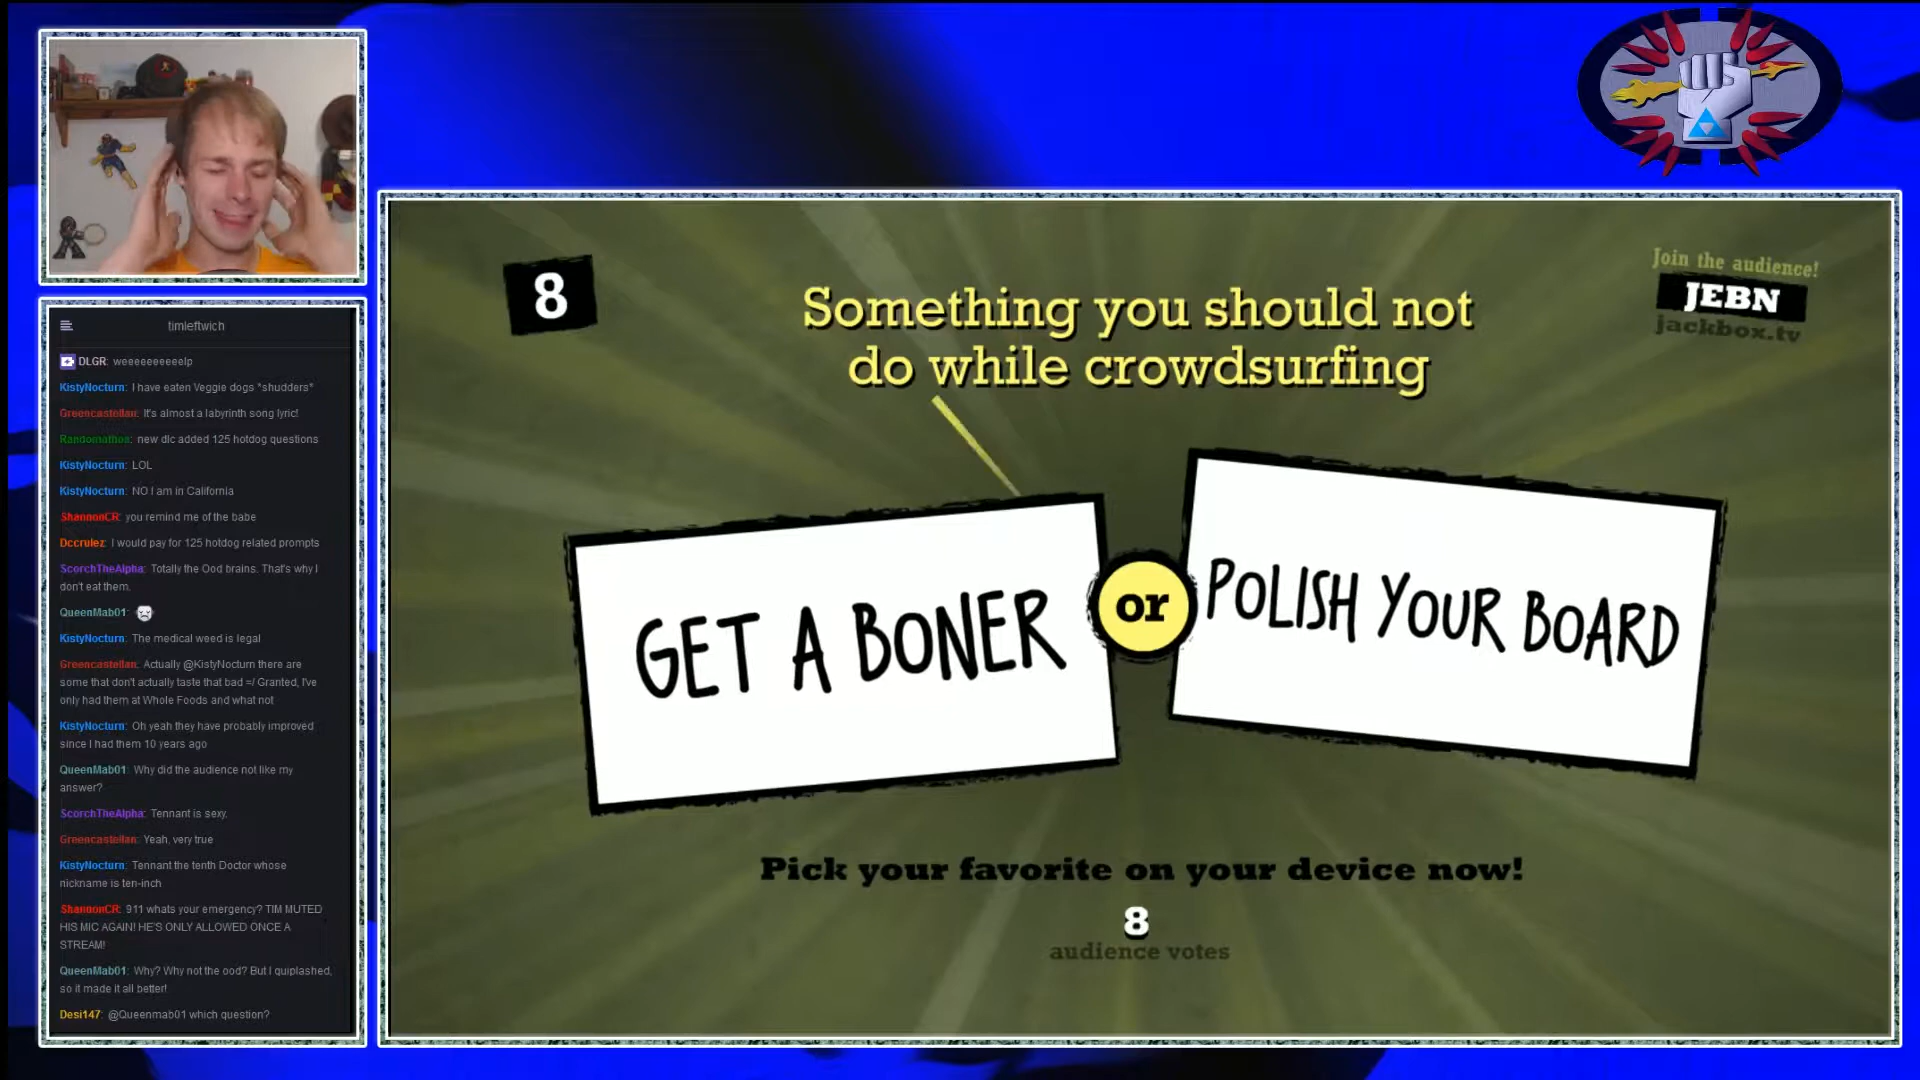 timleftwich
DLGR: weeeeeeeeeelp
KistyNocturn: I have eaten Veggie dogs *shudders*
Greencastellan: It's almost a labyrinth song lyric!
Randomathon: new dlc added 125 hotdog questions
KistyNocturn: LOL
KistyNocturn: NO I am in California
ShannonCR: you remind me of the babe
Dccrulez: I would pay for 125 hotdog related prompts
ScorchTheAlpha: Totally the Ood brains. That's why I
don't eat them.
QueenMab01:
KistyNocturn: The medical weed is legal
Greencastellan: Actually @KistyNocturn there are
some that don't actually taste that bad =/ Granted, I've
only had them at Whole Foods and what not
KistyNocturn: Oh yeah they have probably improved
since I had them 10 years ago
QueenMab01: Why did the audience not like my
answer?
ScorchTheAlpha: Tennant is sexy.
Greencastellan: Yeah, very true
KistyNocturn: Tennant the tenth Doctor whose
nickname is ten-inch
ShannonCR: 911 whats your emergency? TIM MUTED
HIS MIC AGAIN! HE'S ONLY ALLOWED ONCE A
STREAM!
QueenMab01: Why? Why not the ood? But I quiplashed,
so it made it all better!
Desi147: @Queenmab01 which question?
8
Something you should not
do while crowdsurfing
Join the audience!
JEBN
jackbox.tv
GET A BONER
or
POLISH YOUR BOARD
Pick your favorite on your device now!
8
audience votes